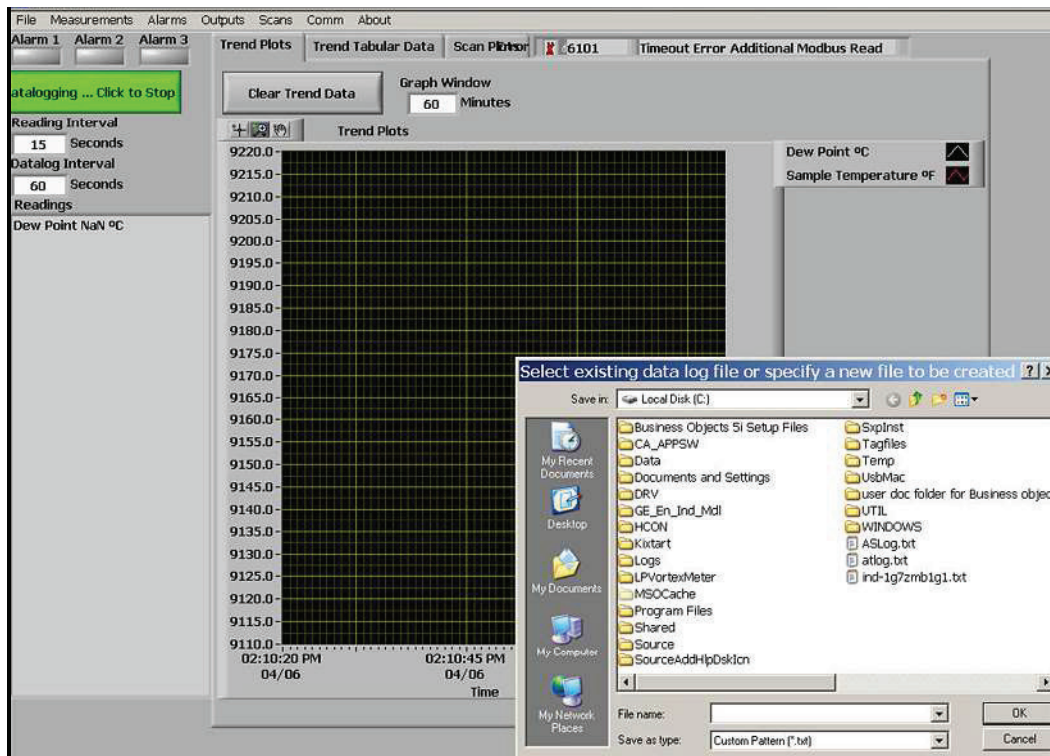 File Measurements Alarms Outputs Scans Comm About
Alarm 1 Alarm 2 Alarm 3
Trend Plots Trend Tabular Data Scan Plots 6101 Timeout Error Additional Modbus Read
atalogging ... Click to Stop
Clear Trend Data
Graph Window
60 Minutes
Reading Interval
15 Seconds
Datalog Interval
60 Seconds
Readings
Dew Point NaN ºC
Trend Plots
Dew Point ºC
Sample Temperature ºF
9220.0
9215.0
9210.0
9205.0
9200.0
9195.0
9190.0
9185.0
9180.0
9175.0
9170.0
9165.0
9160.0
9155.0
9150.0
9145.0
9140.0
9135.0
9130.0
9125.0
9120.0
9115.0
9110.0
02:10:20 PM
04/06
02:10:45 PM
04/06
Time
Select existing data log file or specify a new file to be created
Save in: Local Disk (C:)
My Recent Documents
Desktop
My Documents
My Computer
My Network Places
Business Objects 5i Setup Files
CA_APPSW
Data
Documents and Settings
DRV
GE_En_Ind_Mdl
HCON
Kixtart
Logs
LPVortexMeter
MSOCache
Program Files
Shared
Source
SourceAddHlpDskIcn
SxpInst
Tagfiles
Temp
UsbMac
user doc folder for Business objec
UTIL
WINDOWS
ASLog.txt
atlog.txt
ind-1g7zmb1g1.txt
File name:
OK
Save as type: Custom Pattern (*.txt)
Cancel